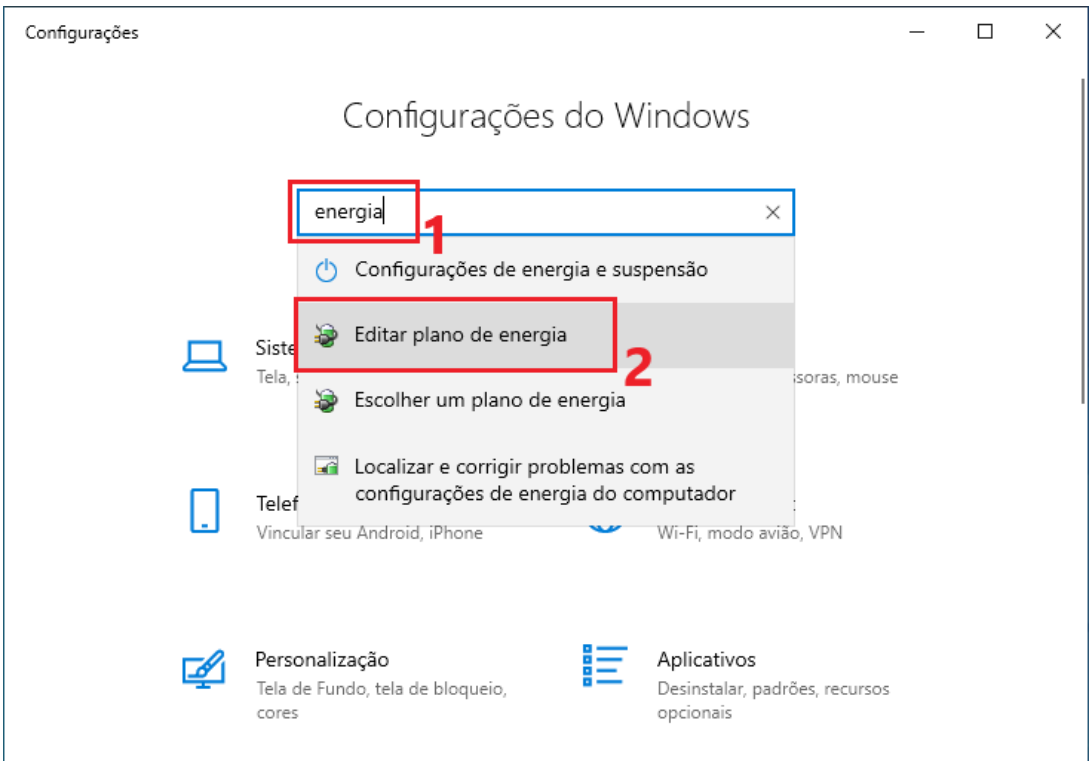 Configurações
Configurações do Windows
energia
1
Configurações de energia e suspensão
Editar plano de energia
2
Escolher um plano de energia
Localizar e corrigir problemas com as
configurações de energia do computador
Siste
Tela, s
ssoras, mouse
Telef
Vincular seu Android, iPhone
Wi-Fi, modo avião, VPN
Personalização
Tela de Fundo, tela de bloqueio,
cores
Aplicativos
Desinstalar, padrões, recursos
opcionais